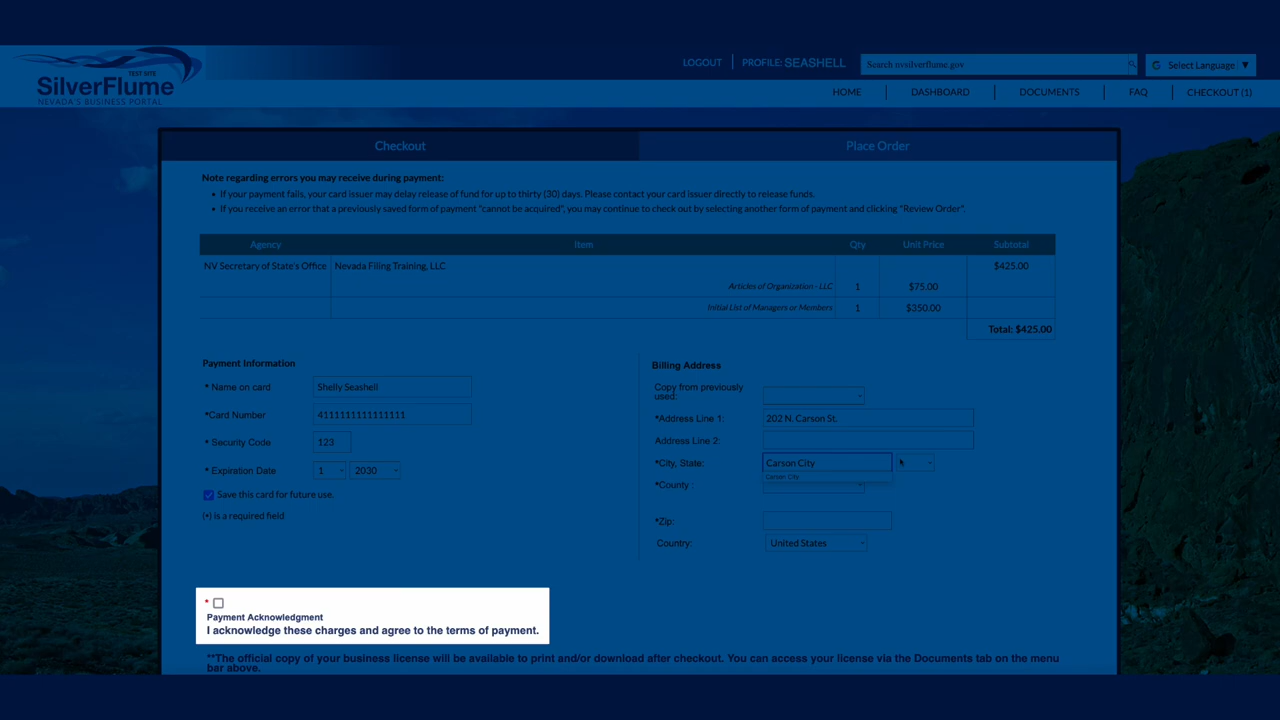 TEST SITE
SilverFlume
NEVADA'S BUSINESS PORTAL
LOGOUT PROFILE: SEASHELL Search nvsilverflume.gov Select Language ▼
HOME DASHBOARD DOCUMENTS FAQ CHECKOUT (1)
Checkout Place Order
Note regarding errors you may receive during payment:
• If your payment fails, your card issuer may delay release of fund for up to thirty (30) days. Please contact your card issuer directly to release funds.
• If you receive an error that a previously saved form of payment "cannot be acquired", you may continue to check out by selecting another form of payment and clicking "Review Order".
Agency Item Qty Unit Price Subtotal
NV Secretary of State's Office Nevada Filing Training, LLC $425.00
Articles of Organization - LLC 1 $75.00
Initial List of Managers or Members 1 $350.00
Total: $425.00
Payment Information
* Name on card Shelly Seashell
*Card Number 4111111111111111
* Security Code 123
* Expiration Date 1 2030
Save this card for future use.
(*) Is a required field
Billing Address
Copy from previously
used:
*Address Line 1: 202 N. Carson St.
Address Line 2:
*City, State: Carson City
Carson City
*County :
*Zip:
Country: United States
*
Payment Acknowledgment
I acknowledge these charges and agree to the terms of payment.
**The official copy of your business license will be available to print and/or download after checkout. You can access your license via the Documents tab on the menu
bar above.